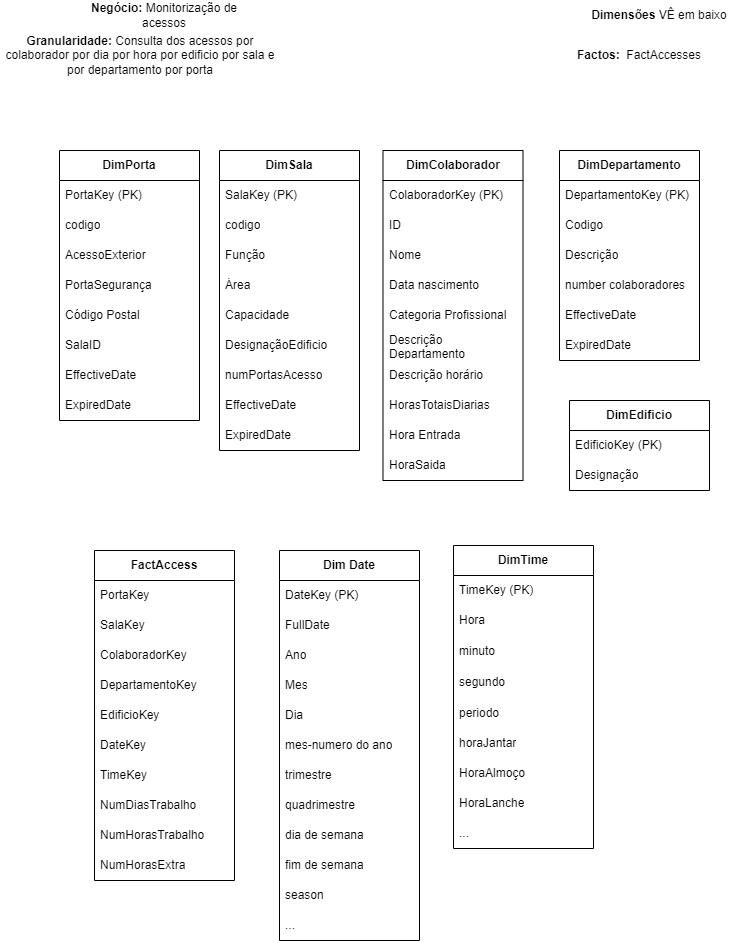 Negócio: Monitorização de
acessos
Granularidade: Consulta dos acessos por
colaborador por dia por hora por edificio por sala e
por departamento por porta
Dimensões VÊ em baixo
Factos: FactAccesses
DimPorta
PortaKey (PK)
codigo
AcessoExterior
PortaSegurança
Código Postal
SalaID
EffectiveDate
ExpiredDate
DimSala
SalaKey (PK)
codigo
Função
Área
Capacidade
DesignaçãoEdificio
numPortasAcesso
EffectiveDate
ExpiredDate
DimColaborador
ColaboradorKey (PK)
ID
Nome
Data nascimento
Categoria Profissional
Descrição
Departamento
Descrição horário
HorasTotaisDiarias
Hora Entrada
HoraSaida
DimDepartamento
DepartamentoKey (PK)
Codigo
Descrição
number colaboradores
EffectiveDate
ExpiredDate
DimEdificio
EdificioKey (PK)
Designação
FactAccess
PortaKey
SalaKey
ColaboradorKey
DepartamentoKey
EdificioKey
DateKey
TimeKey
NumDiasTrabalho
NumHorasTrabalho
NumHorasExtra
Dim Date
DateKey (PK)
FullDate
Ano
Mes
Dia
mes-numero do ano
trimestre
quadrimestre
dia de semana
fim de semana
season
...
DimTime
TimeKey (PK)
Hora
minuto
segundo
periodo
horaJantar
HoraAlmoço
HoraLanche
...